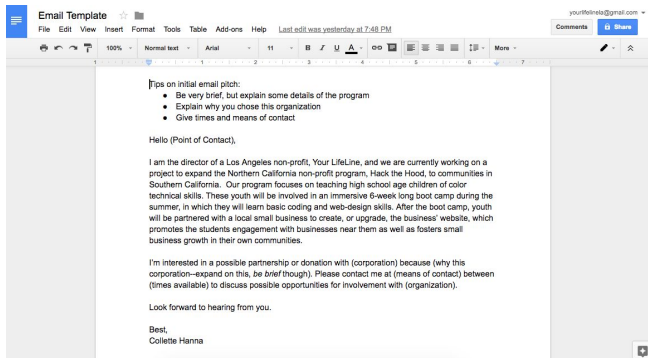 Email Template
yourlifelinela@gmail.com
File Edit View Insert Format Tools Table Add-ons Help Last edit was yesterday at 7:48 PM
Comments Share
100% Normal text Arial 11 B I U A More
1 1 2 3 4 5 6 7
Tips on initial email pitch:
● Be very brief, but explain some details of the program
● Explain why you chose this organization
● Give times and means of contact
Hello (Point of Contact),
I am the director of a Los Angeles non-profit, Your LifeLine, and we are currently working on a
project to expand the Northern California non-profit program, Hack the Hood, to communities in
Southern California. Our program focuses on teaching high school age children of color
technical skills. These youth will be involved in an immersive 6-week long boot camp during the
summer, in which they will learn basic coding and web-design skills. After the boot camp, youth
will be partnered with a local small business to create, or upgrade, the business' website, which
promotes the students engagement with businesses near them as well as fosters small
business growth in their own communities.
I'm interested in a possible partnership or donation with (corporation) because (why this
corporation--expand on this, be brief though). Please contact me at (means of contact) between
(times available) to discuss possible opportunities for involvement with (organization).
Look forward to hearing from you.
Best,
Collette Hanna